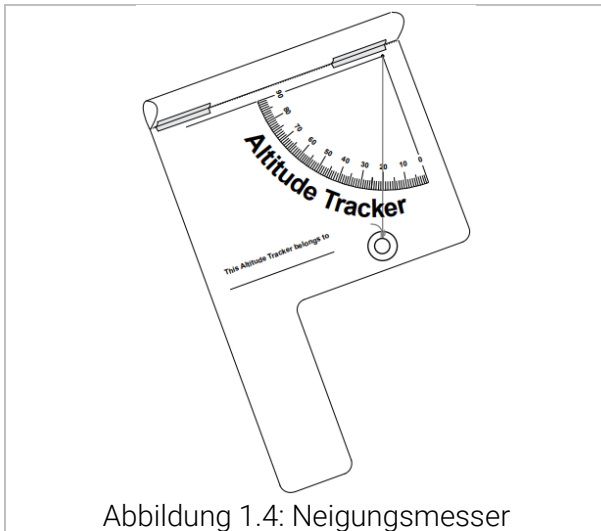 90 80 70 60 50 40 30 20 10 0
Altitude Tracker
This Altitude Tracker belongs to
Abbildung 1.4: Neigungsmesser